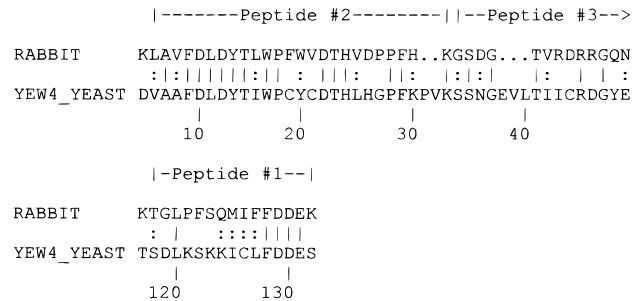 |-------Peptide #2--------||--Peptide #3->
RABBIT KLAVFDLDYTLWPFWVDTHVDPPFH..KGSDG...TVRDRRGQN
:|:||||||:|| : ||| || |:|: | : | |:
YEW4_YEAST DVAAFDLDYTIWPCYCDTHLHGPFKPVKSSNGEVLTIICRDGYE
10 20 30 40
|-Peptide #1--|
RABBIT KTGLPFSQMIFFDDEK
: | ::::||||
YEW4_YEAST TSDLKSKKICLFDDES
120 130